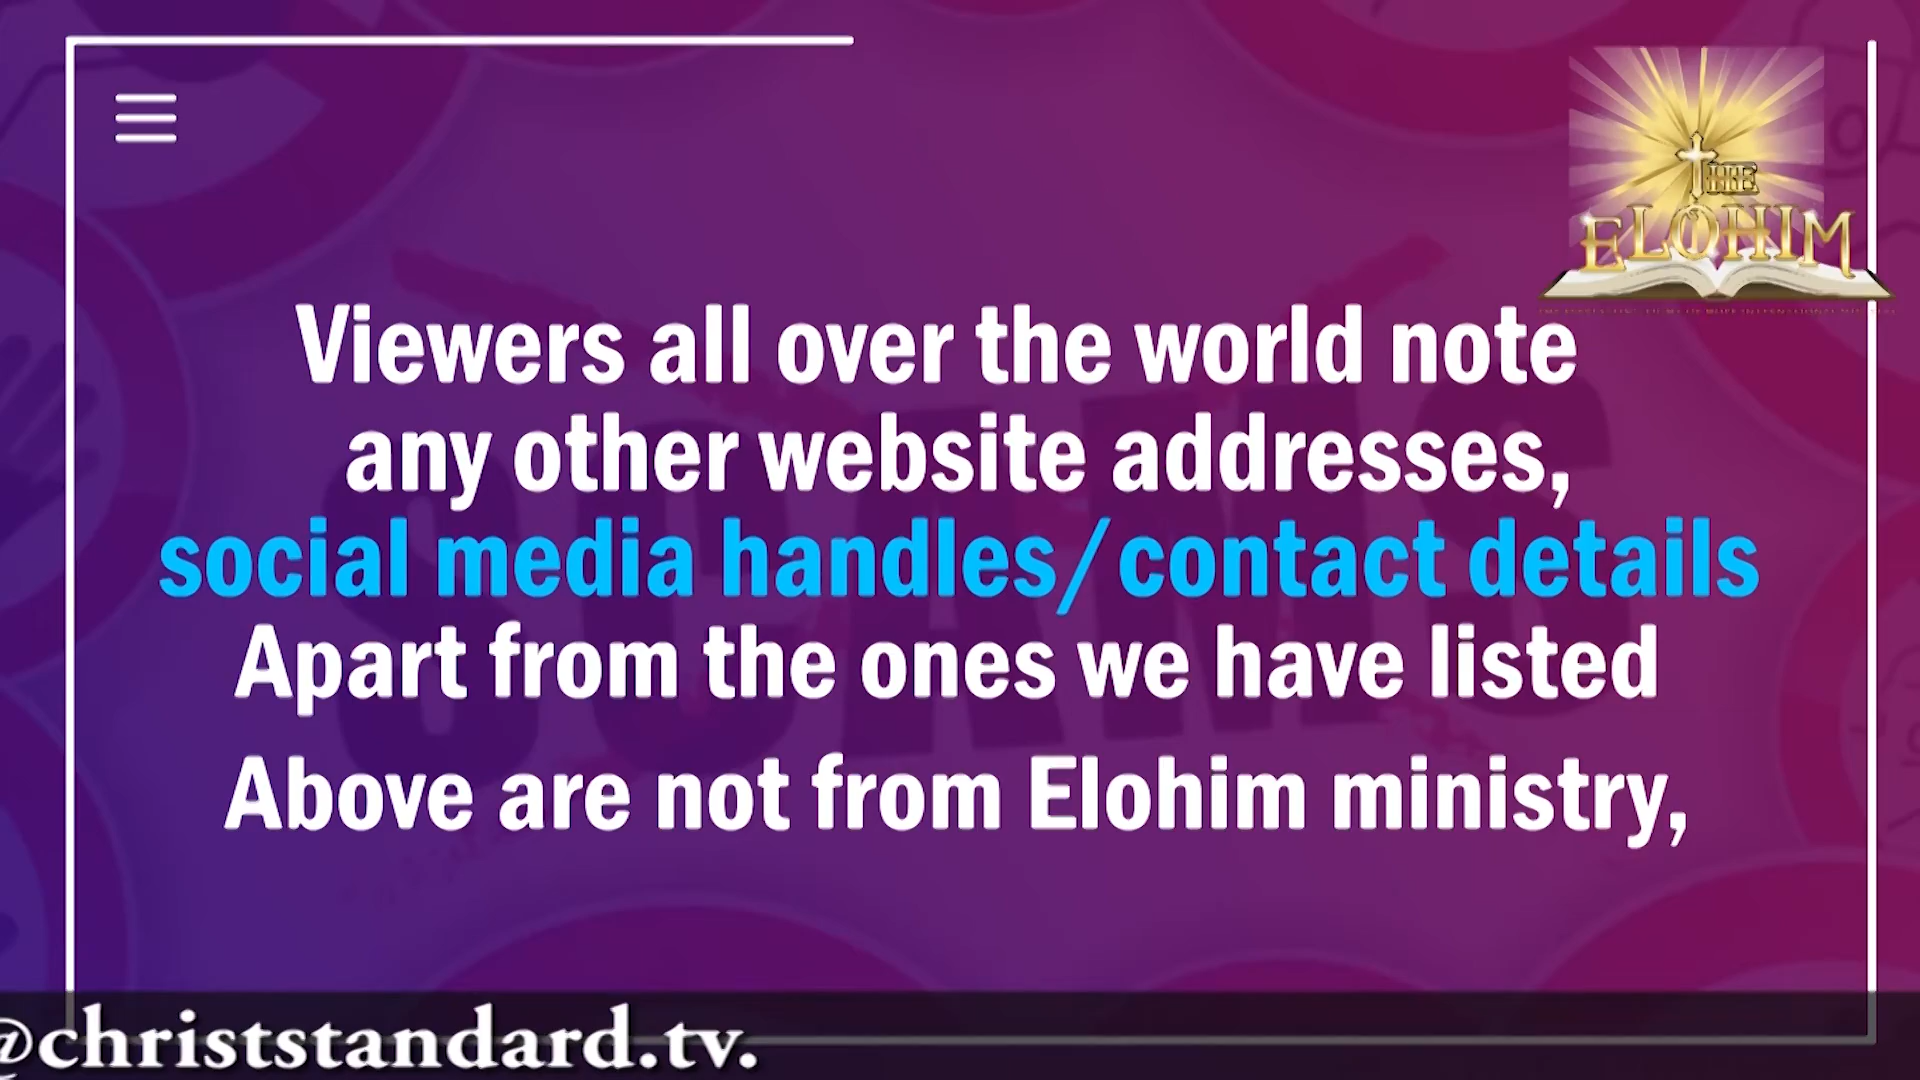 THE
ELOHIM
Viewers all over the world note
any other website addresses,
SCAMS
social media handles/contact details
Apart from the ones we have listed
Above are not from Elohim ministry,
@christstandard.tv.